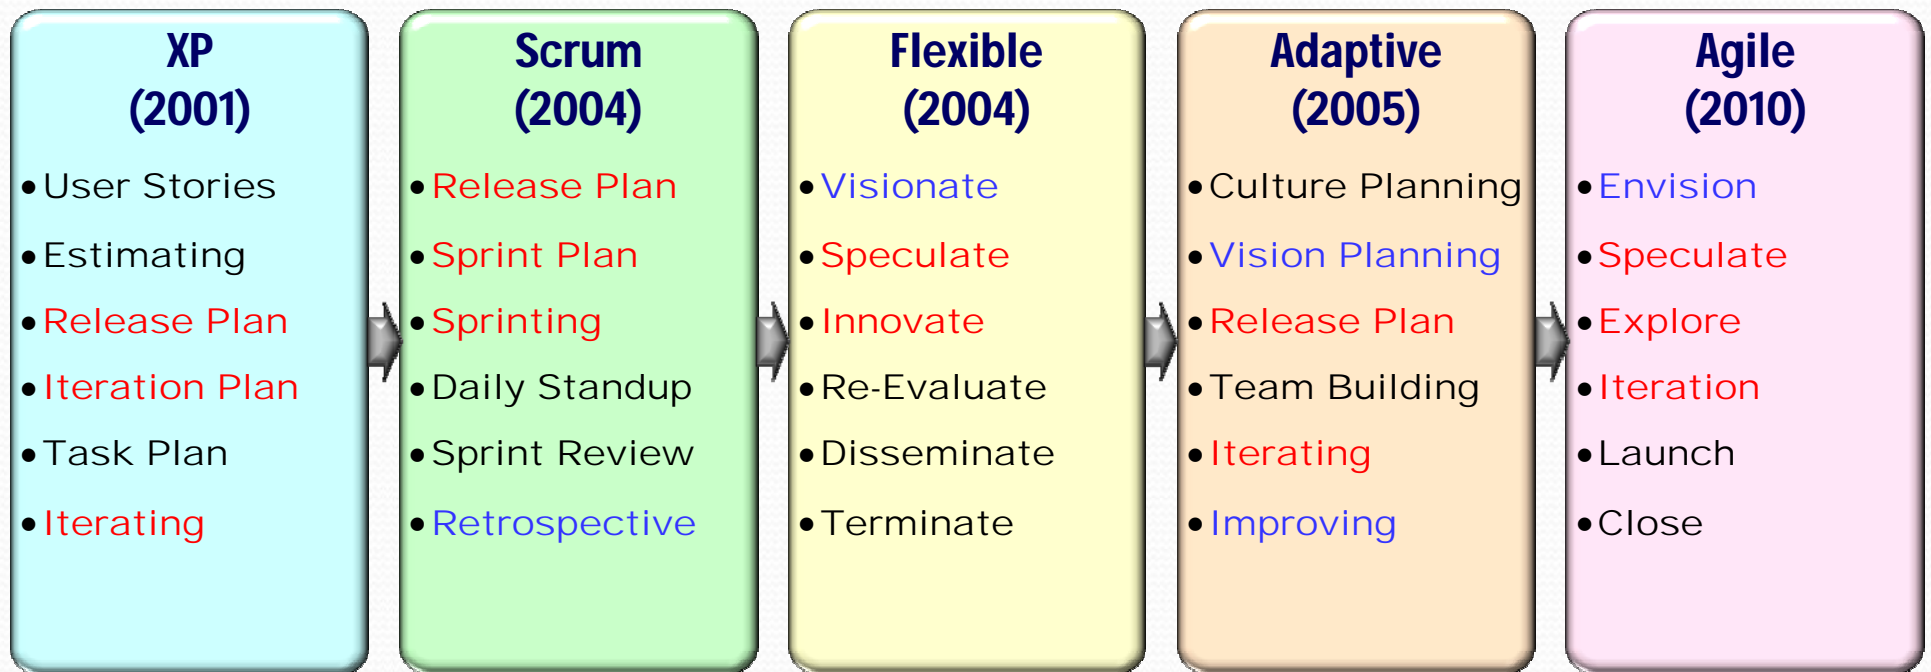 XP
(2001)
•User Stories
•Estimating
•Release Plan
•Iteration Plan
•Task Plan
•Iterating
Scrum
(2004)
•Release Plan
•Sprint Plan
•Sprinting
•Daily Standup
•Sprint Review
•Retrospective
Flexible
(2004)
•Visionate
•Speculate
•Innovate
•Re-Evaluate
•Disseminate
•Terminate
Adaptive
(2005)
•Culture Planning
•Vision Planning
•Release Plan
•Team Building
•Iterating
•Improving
Agile
(2010)
•Envision
•Speculate
•Explore
•Iteration
•Launch
•Close